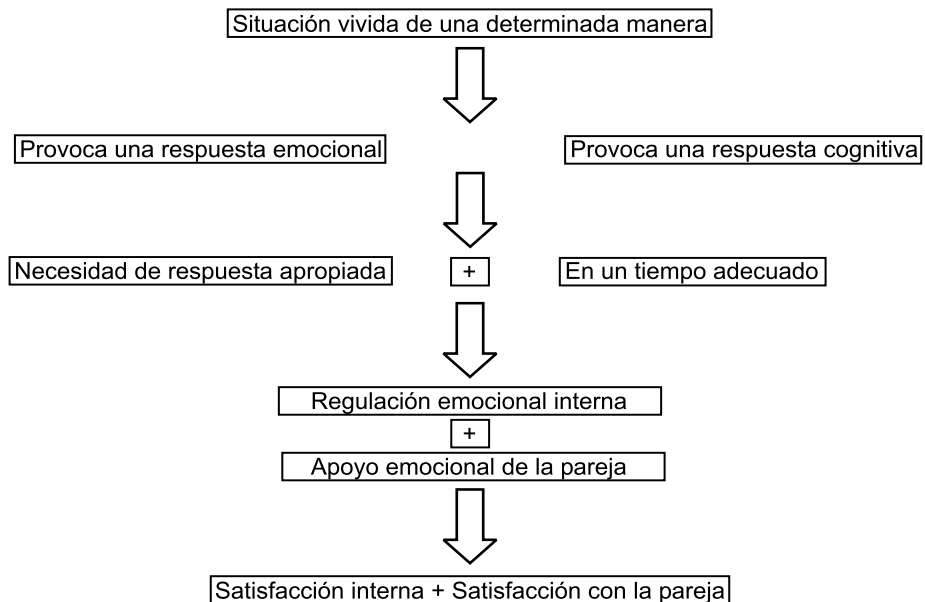 Situación vivida de una determinada manera
Provoca una respuesta emocional
Provoca una respuesta cognitiva
Necesidad de respuesta apropiada
+
En un tiempo adecuado
Regulación emocional interna
+
Apoyo emocional de la pareja
Satisfacción interna + Satisfacción con la pareja